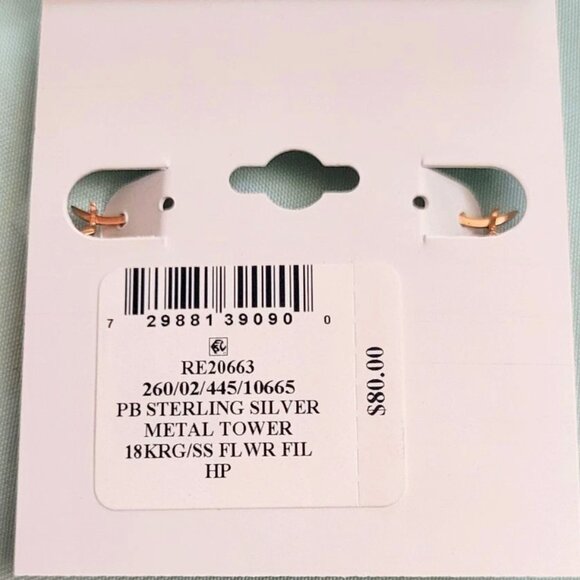 7 29881 39090 0
RE20663
260/02/445/10665
PB STERLING SILVER
METAL TOWER
18KRG/SS FLWR FIL
HP
$80.00